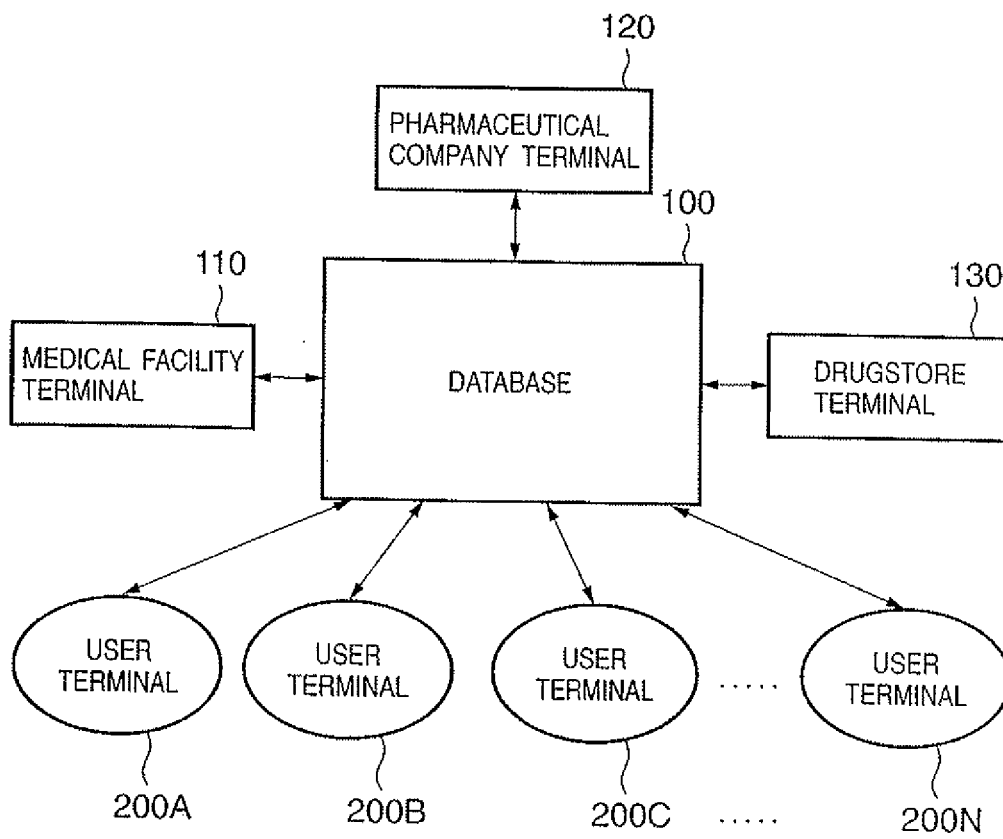 120
PHARMACEUTICAL
COMPANY TERMINAL
100
110
130
MEDICAL FACILITY
TERMINAL
DATABASE
DRUGSTORE
TERMINAL
USER
TERMINAL
USER
TERMINAL
USER
TERMINAL
.....
USER
TERMINAL
200A
200B
200C
.....
200N